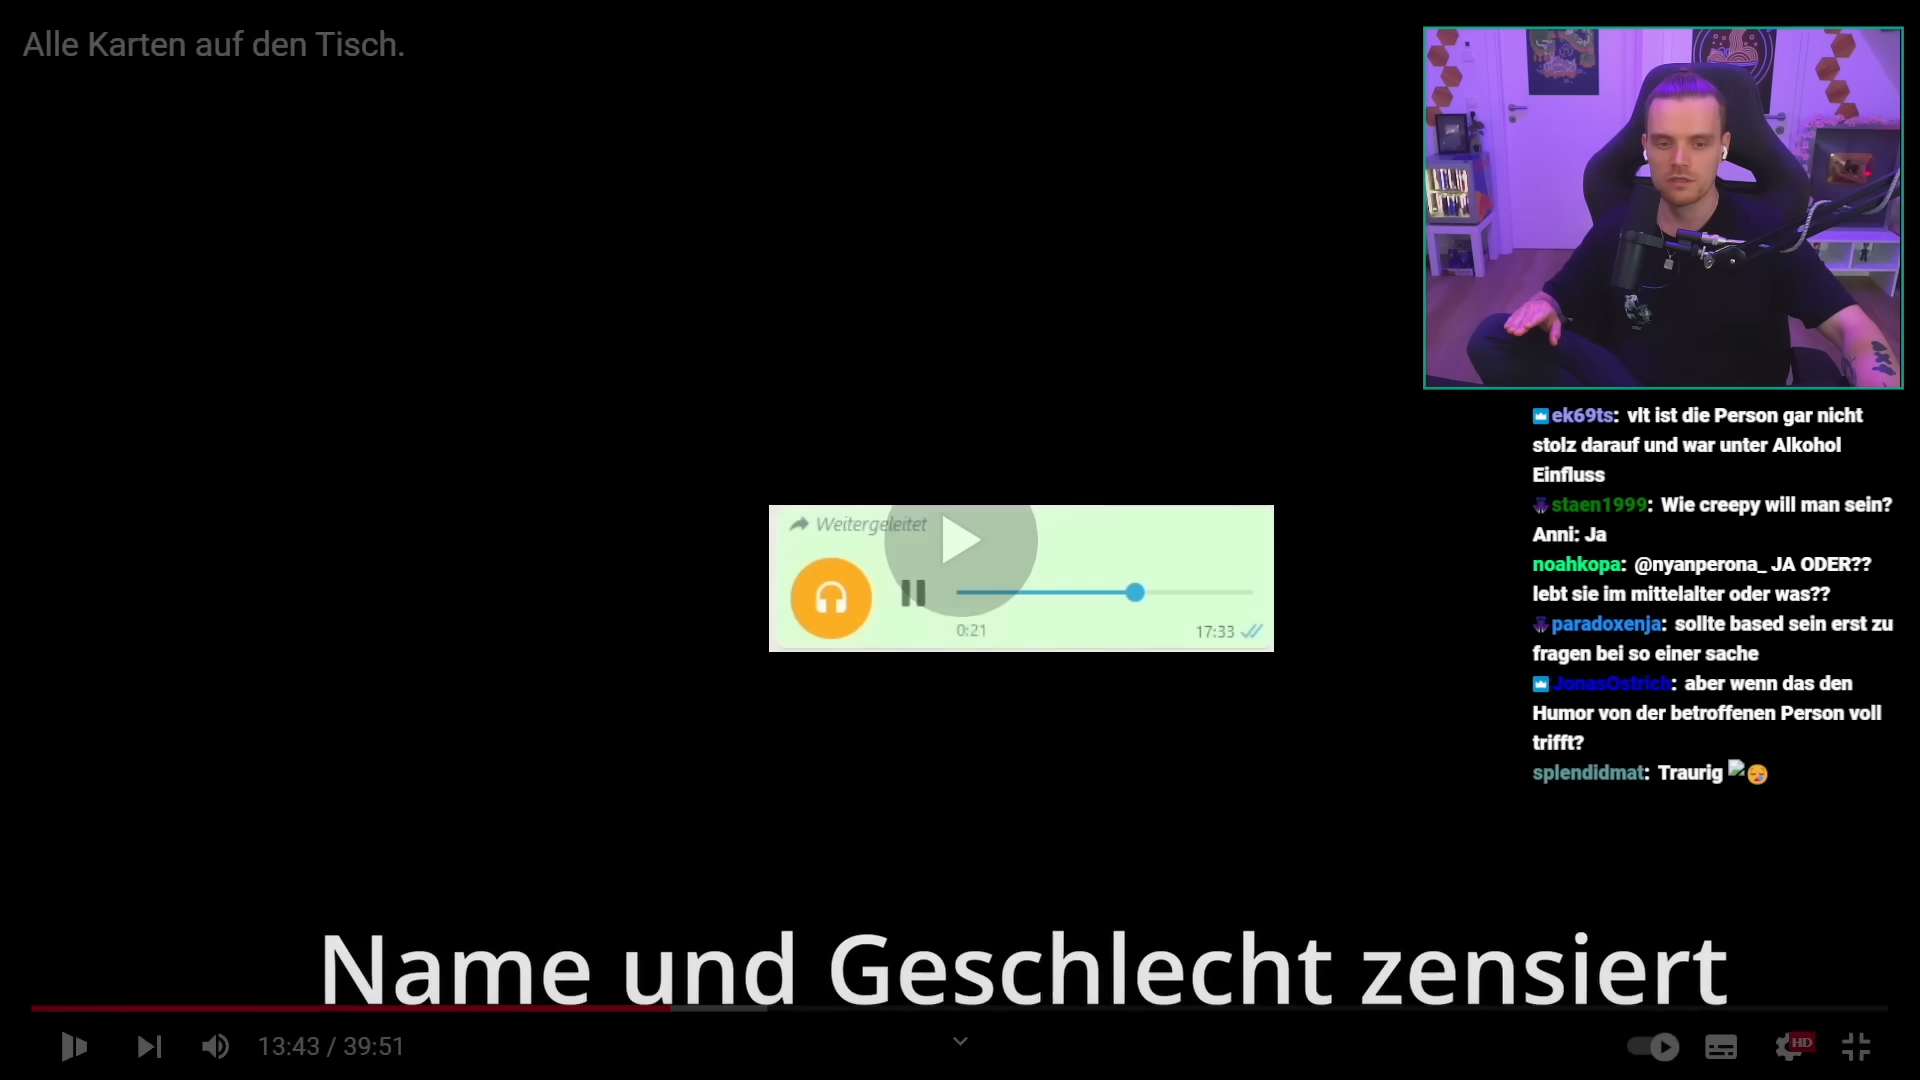 Alle Karten auf den Tisch.
ek69ts: vlt ist die Person gar nicht
stolz darauf und war unter Alkohol
Einfluss
staen1999: Wie creepy will man sein?
Anni: Ja
noahkopa: @nyanperona_ JA ODER??
lebt sie im mittelalter oder was??
paradoxenja: sollte based sein erst zu
fragen bei so einer sache
JonasOstrich: aber wenn das den
Humor von der betroffenen Person voll
trifft?
splendidmat: Traurig
Weitergeleitet
0:21
17:33
Name und Geschlecht zensiert
13:43 / 39:51
HD